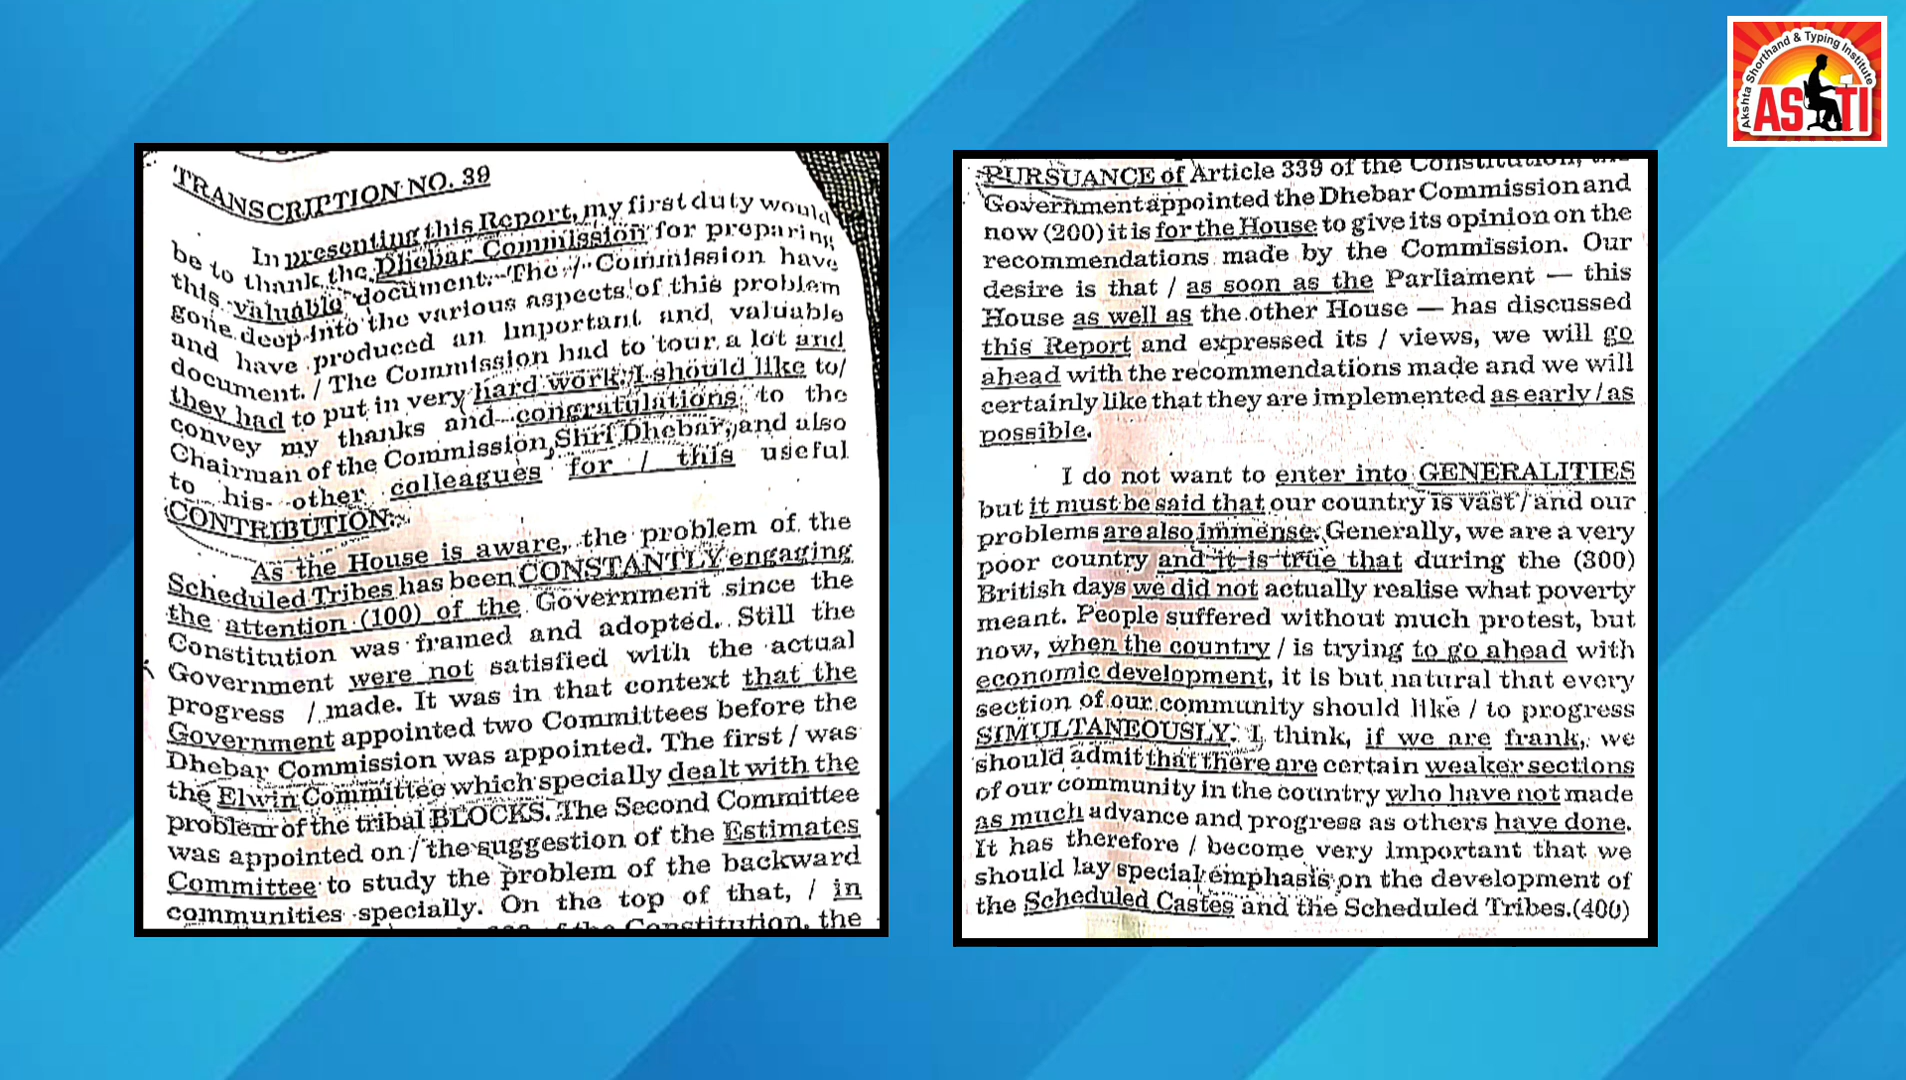 TRANSCRIPTION NO. 39
In presenting this Report, my first duty would
be to thank the Dhebar Commission for preparing
this valuable document. The / Commission have
gone deep into the various aspects of this problem
and have produced an important and valuable
document. / The Commission had to tour a lot and
they had to put in very hard work. I should like to /
convey my thanks and congratulations to the
Chairman of the Commission, Shri Dhebar, and also
to his other colleagues for / this useful
CONTRIBUTION.
As the House is aware, the problem of the
Scheduled Tribes has been CONSTANTLY engaging
the attention (100) of the Government since the
Constitution was framed and adopted. Still the
Government were not satisfied with the actual
progress / made. It was in that context that the
Government appointed two Committees before the
Dhebar Commission was appointed. The first / was
the Elwin Committee which specially dealt with the
problem of the tribal BLOCKS. The Second Committee
was appointed on / the suggestion of the Estimates
Committee to study the problem of the backward
communities specially. On the top of that, / in
of the Constitution, the
PURSUANCE of Article 339 of the Constitution, the
Government appointed the Dhebar Commission and
now (200) it is for the House to give its opinion on the
recommendations made by the Commission. Our
desire is that / as soon as the Parliament — this
House as well as the other House — has discussed
this Report and expressed its / views, we will go
ahead with the recommendations made and we will
certainly like that they are implemented as early / as
possible.
I do not want to enter into GENERALITIES
but it must be said that our country is vast / and our
problems are also immense. Generally, we are a very
poor country and it is true that during the (300)
British days we did not actually realise what poverty
meant. People suffered without much protest, but
now, when the country / is trying to go ahead with
economic development, it is but natural that every
section of our community should like / to progress
SIMULTANEOUSLY. I think, if we are frank, we
should admit that there are certain weaker sections
of our community in the country who have not made
as much advance and progress as others have done.
It has therefore / become very important that we
should lay special emphasis on the development of
the Scheduled Castes and the Scheduled Tribes.(400)
Akshta Shorthand & Typing Institute
ASTI